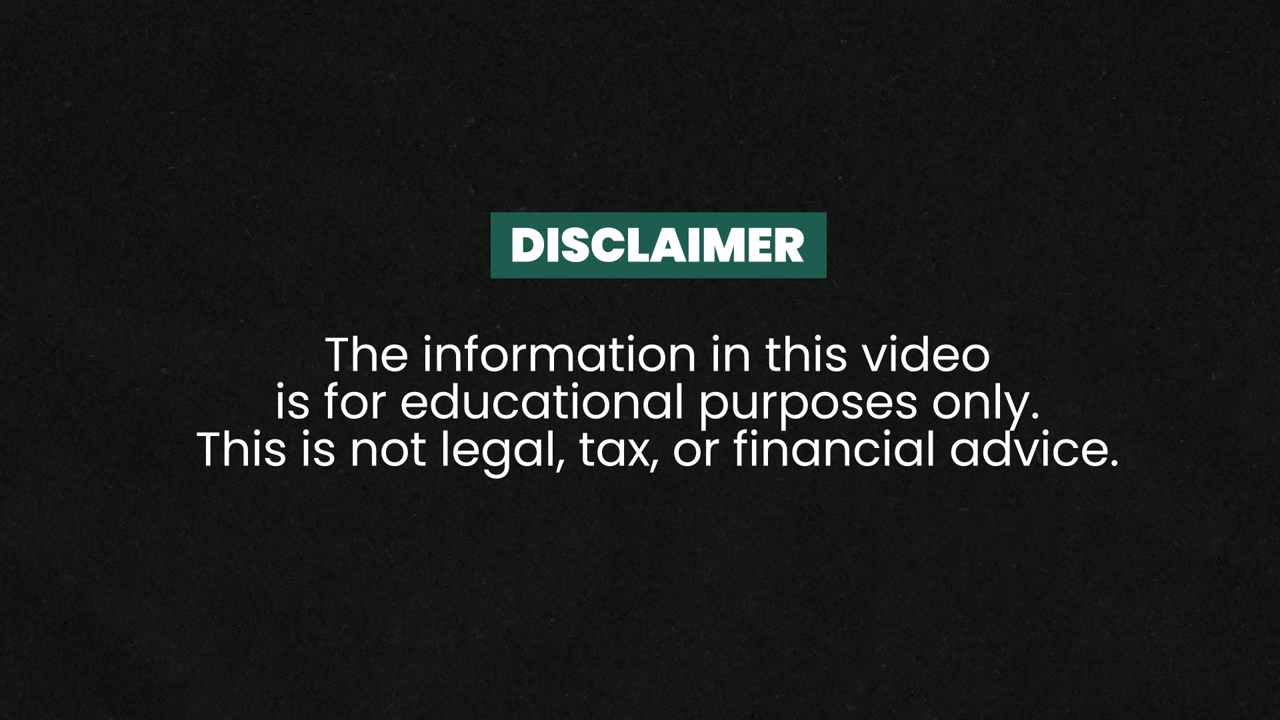 DISCLAIMER
The information in this video
is for educational purposes only.
This is not legal, tax, or financial advice.